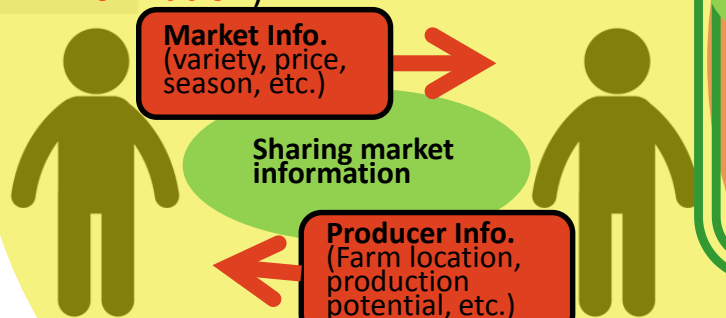 Market Info.
(variety, price,
season, etc.)
Sharing market
information
Producer Info.
(Farm location,
production
potential, etc.)